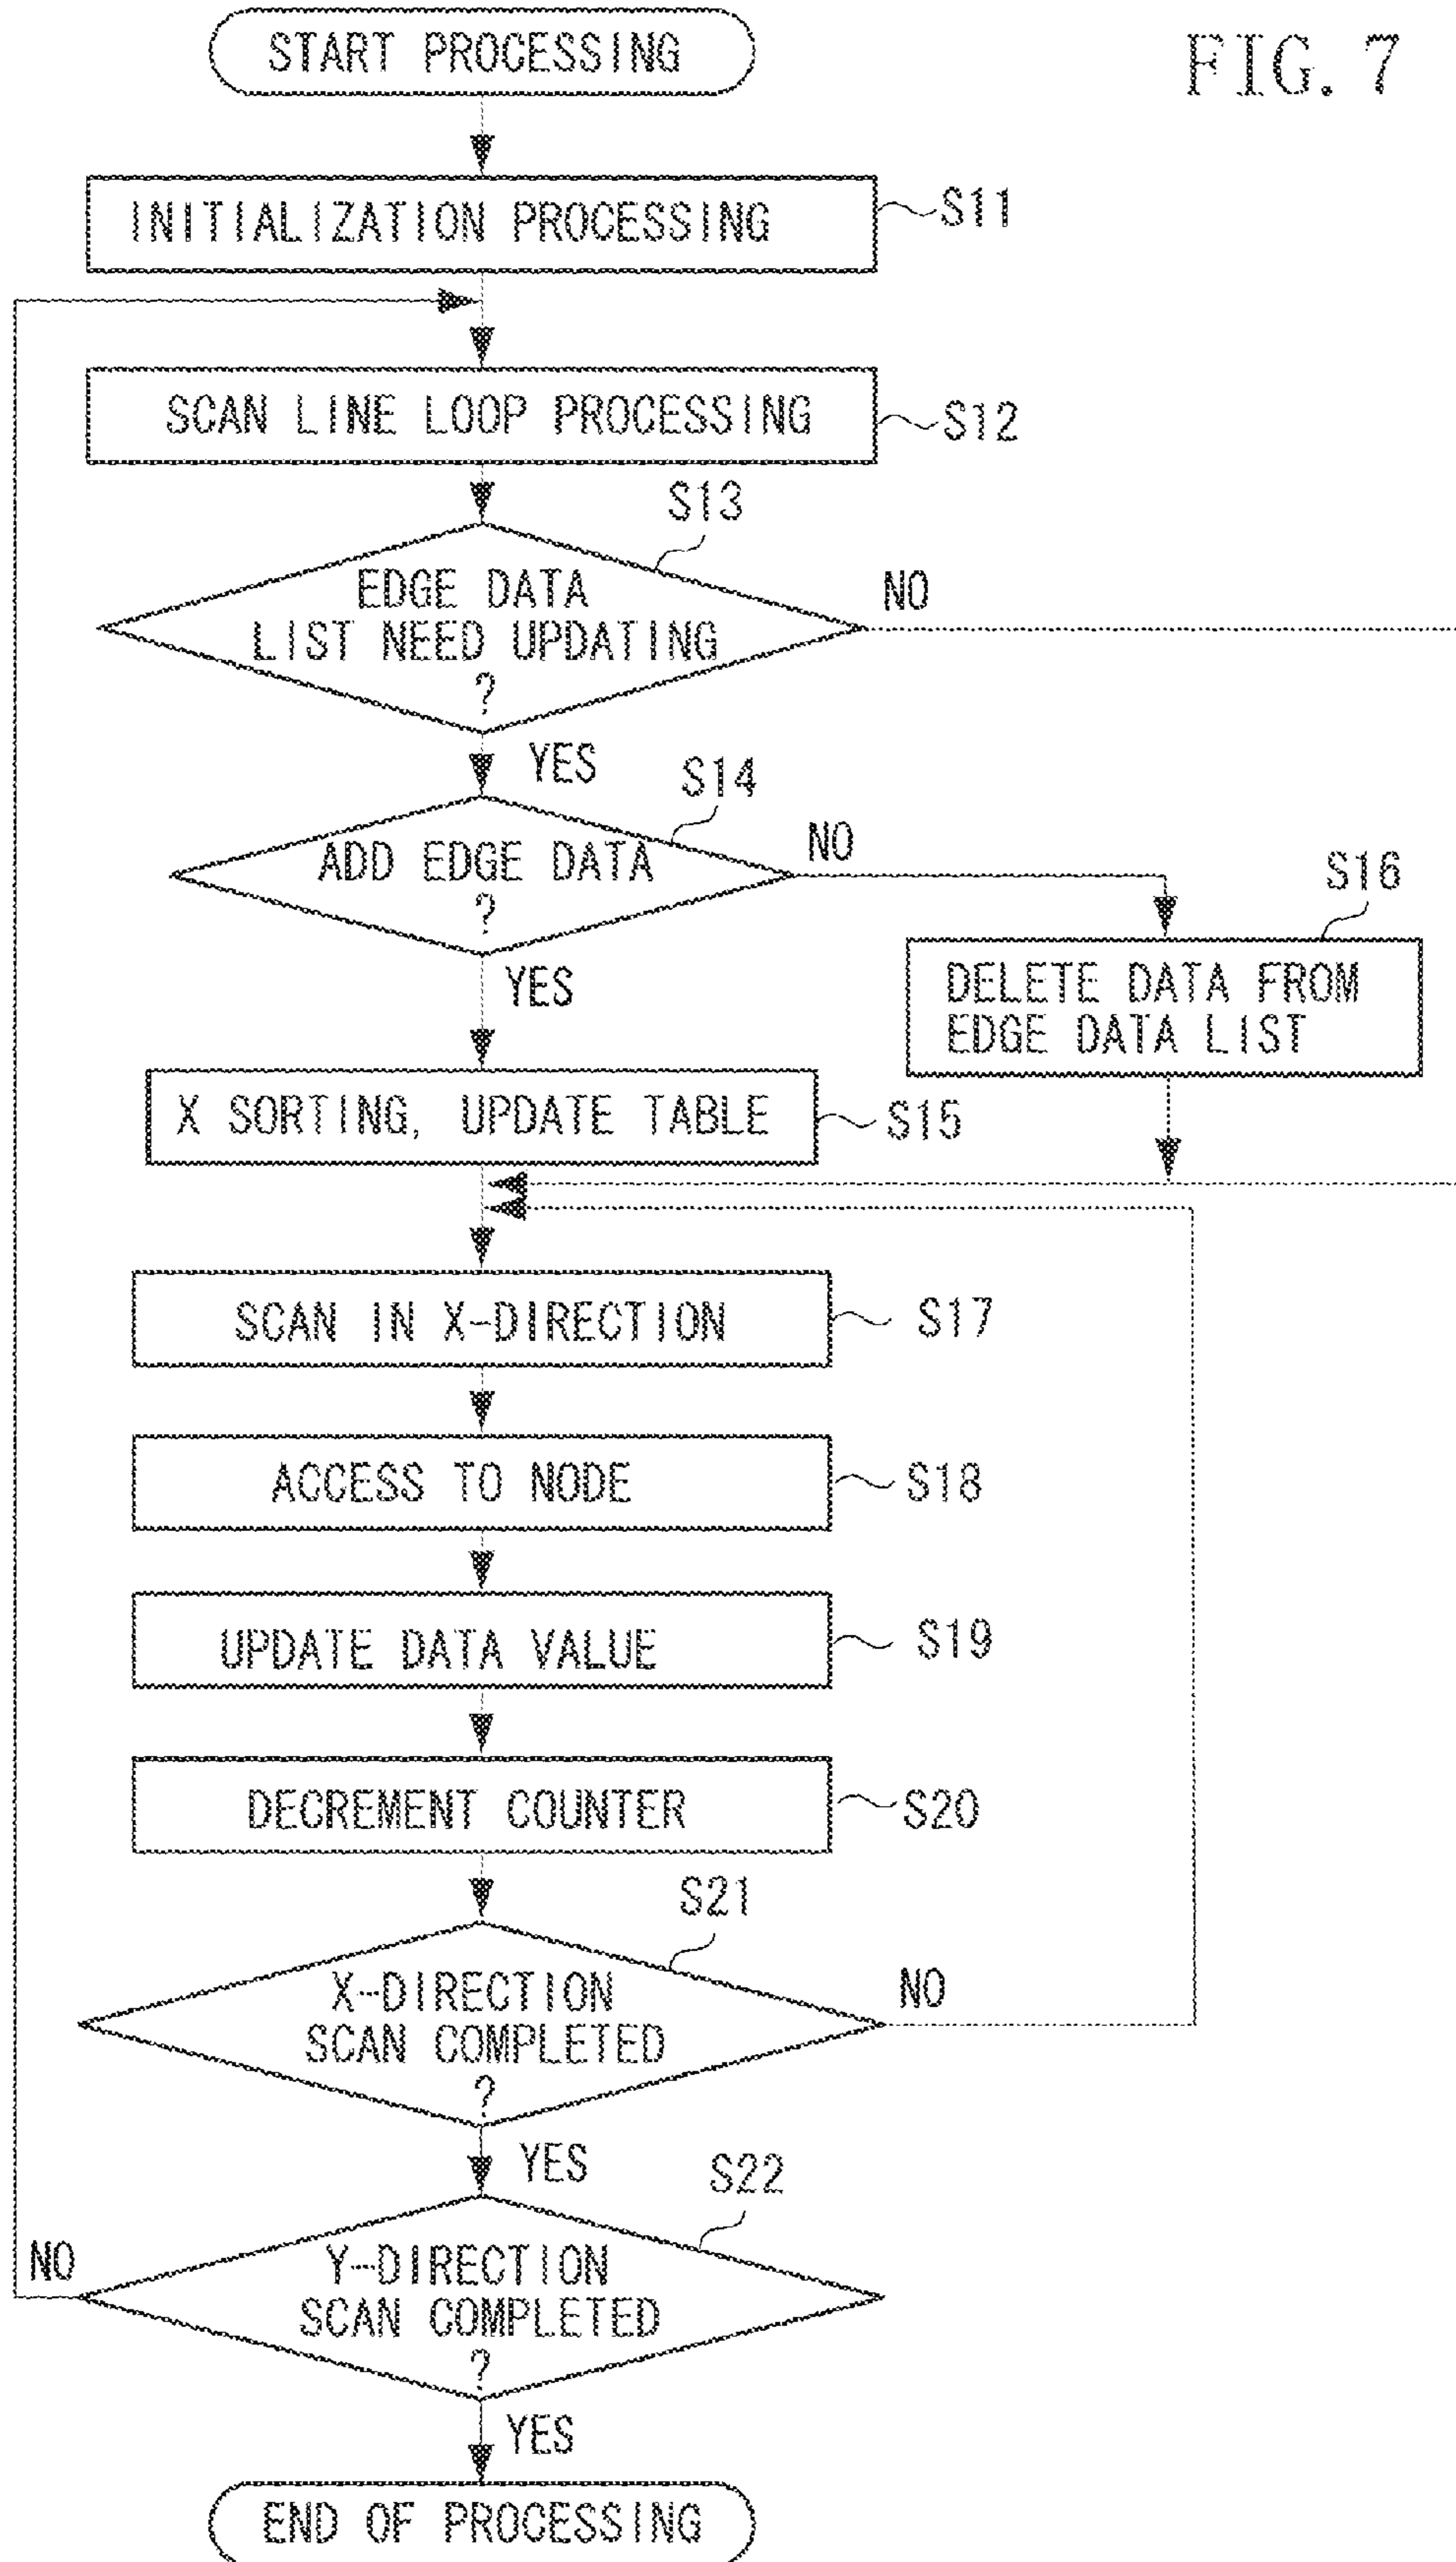 FIG. 7
START PROCESSING
INITIALIZATION PROCESSING
S11
SCAN LINE LOOP PROCESSING
S12
S13
EDGE DATA
LIST NEED UPDATING
?
NO
YES
S14
ADD EDGE DATA
?
NO
YES
S16
DELETE DATA FROM
EDGE DATA LIST
X SORTING, UPDATE TABLE
S15
SCAN IN X-DIRECTION
S17
ACCESS TO NODE
S18
UPDATE DATA VALUE
S19
DECREMENT COUNTER
S20
S21
X-DIRECTION
SCAN COMPLETED
?
NO
YES
S22
Y-DIRECTION
SCAN COMPLETED
?
NO
YES
END OF PROCESSING